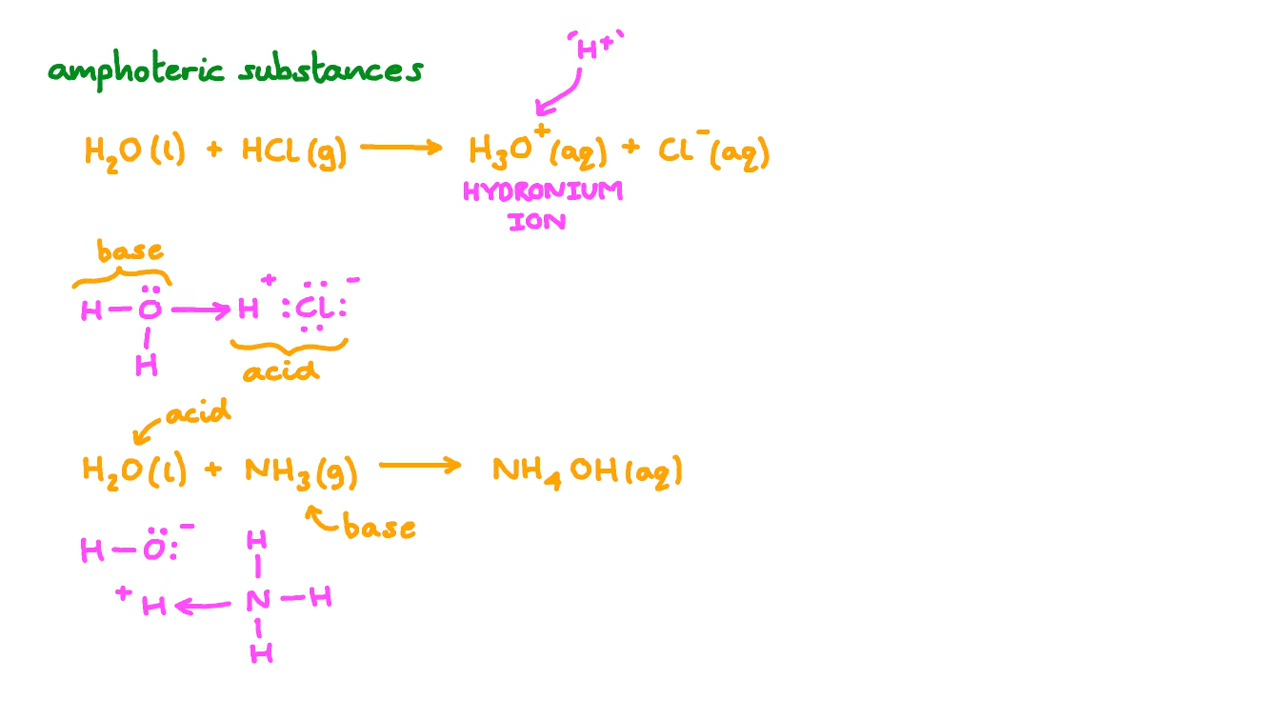 'H⁺'
amphoteric substances
H₂O(l) + HCl(g) ⟶ H₃O⁺(aq) + Cl⁻(aq)
HYDRONIUM
ION
base
H–O→H⁺ :Cl:⁻
H
acid
acid
H₂O(l) + NH₃(g) ⟶ NH₄OH(aq)
base
H–O:⁻
H
⁺H←N–H
H